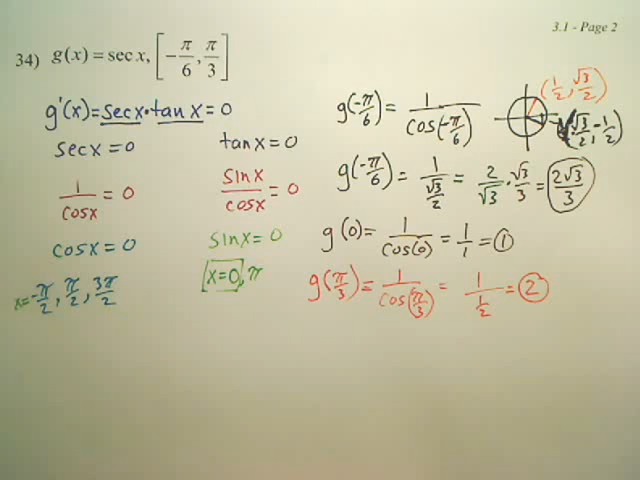 3.1 - Page 2
34) g(x) = sec x, [-π/6, π/3]
g'(x) = sec x · tan x = 0
sec x = 0
tan x = 0
1/cos x = 0
sin x/cos x = 0
cos x = 0
sin x = 0
x = -π/2, π/2, 3π/2
x = 0, π
g(-π/6) = 1/cos(-π/6)
(1/2, √3/2)
(√3/2, -1/2)
g(-π/6) = 1/(√3/2) = 2/√3 · √3/3 = 2√3/3
g(0) = 1/cos(0) = 1/1 = 1
g(π/3) = 1/cos(π/3) = 1/(1/2) = 2